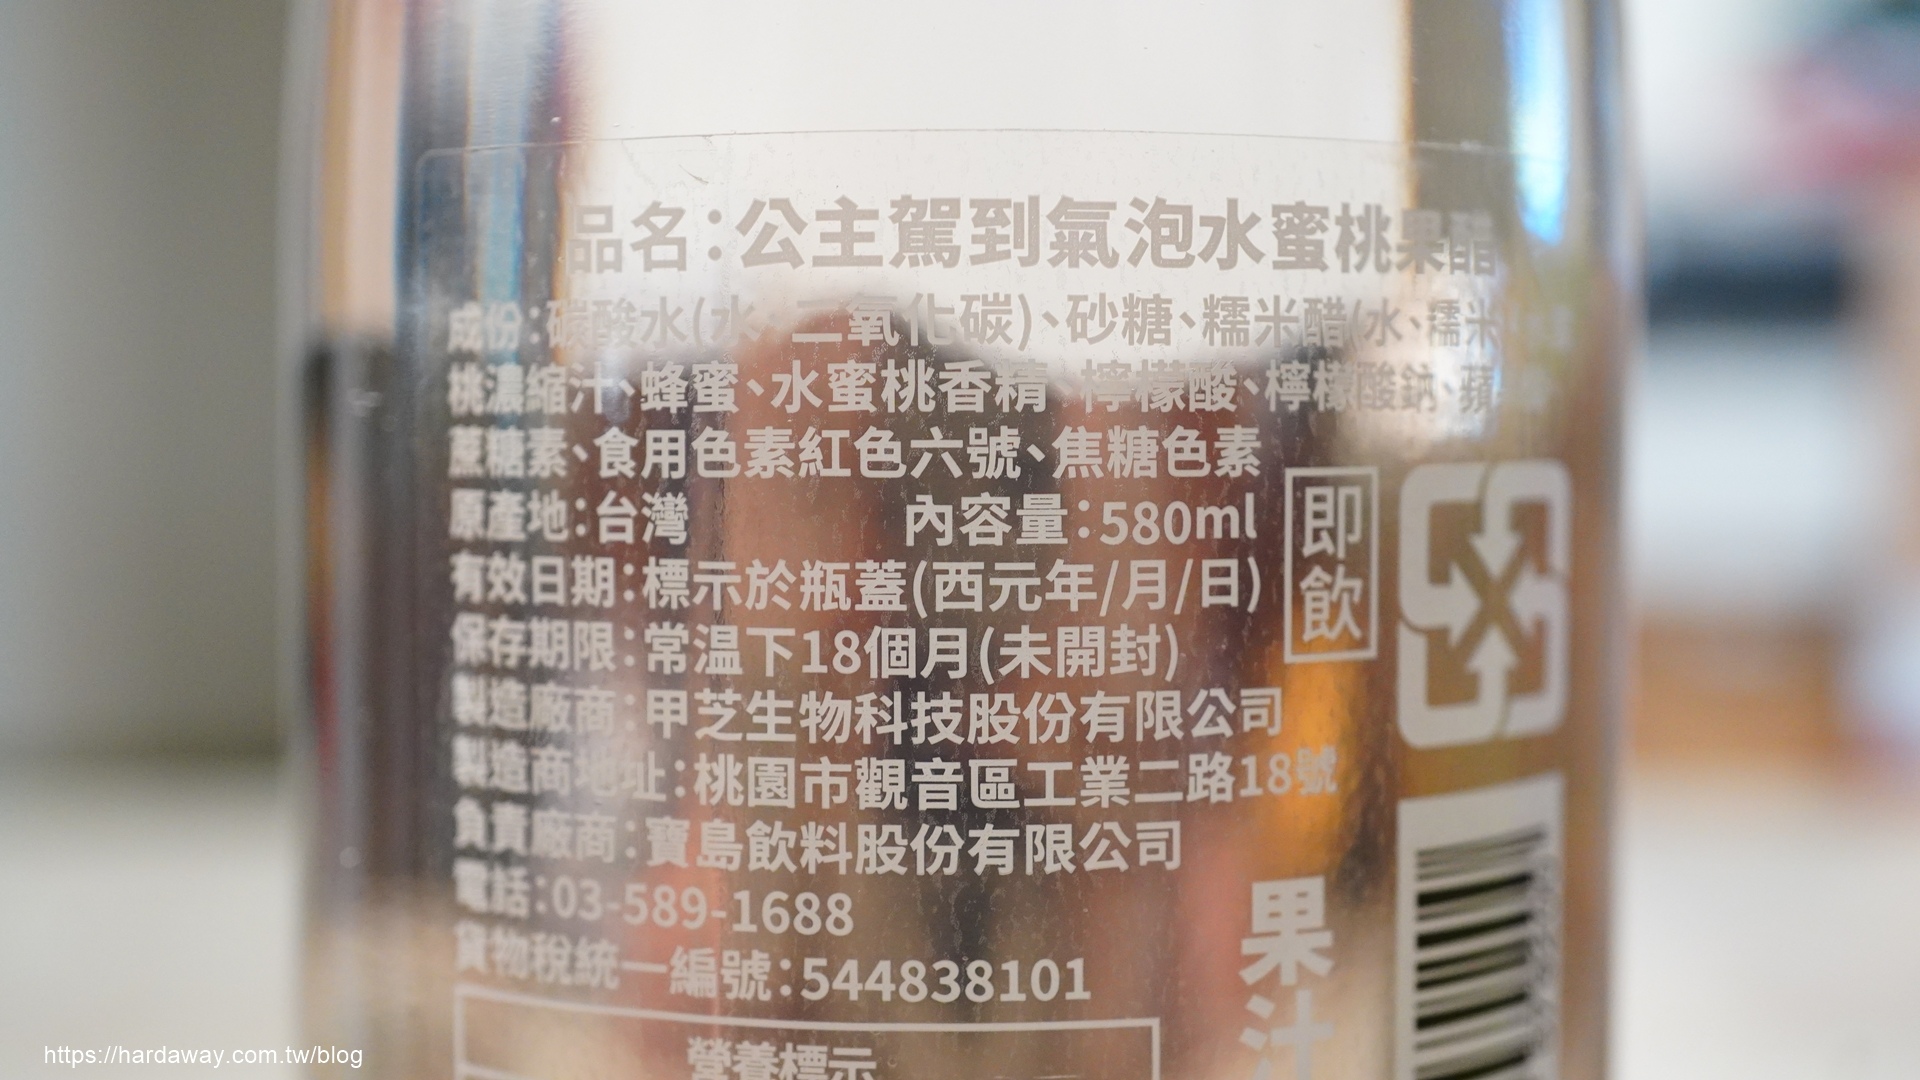 品名：公主駕到氣泡水蜜桃果醋
成份：碳酸水(水、二氧化碳)、砂糖、糯米醋(水、糯米
桃濃縮汁、蜂蜜、水蜜桃香精、檸檬酸、檸檬酸鈉、蘋
蔗糖素、食用色素紅色六號、焦糖色素
原產地：台灣 內容量：580ml
有效日期：標示於瓶蓋(西元年/月/日)
保存期限：常温下18個月(未開封)
即飲
製造廠商：甲芝生物科技股份有限公司
製造商地址：桃園市觀音區工業二路18號
負責廠商：寶島飲料股份有限公司
電話：03-589-1688
貨物稅統一編號：544838101
果汁
營養標示
https://hardaway.com.tw/blog